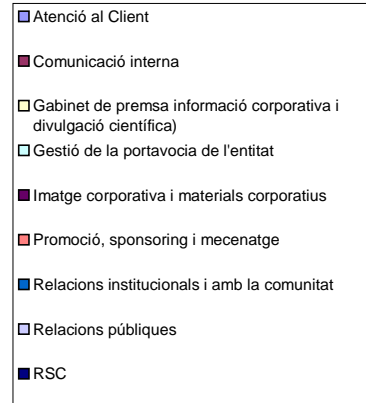 Atenció al Client
Comunicació interna
Gabinet de premsa informació corporativa i
divulgació científica)
Gestió de la portavocia de l'entitat
Imatge corporativa i materials corporatius
Promoció, sponsoring i mecenatge
Relacions institucionals i amb la comunitat
Relacions públiques
RSC